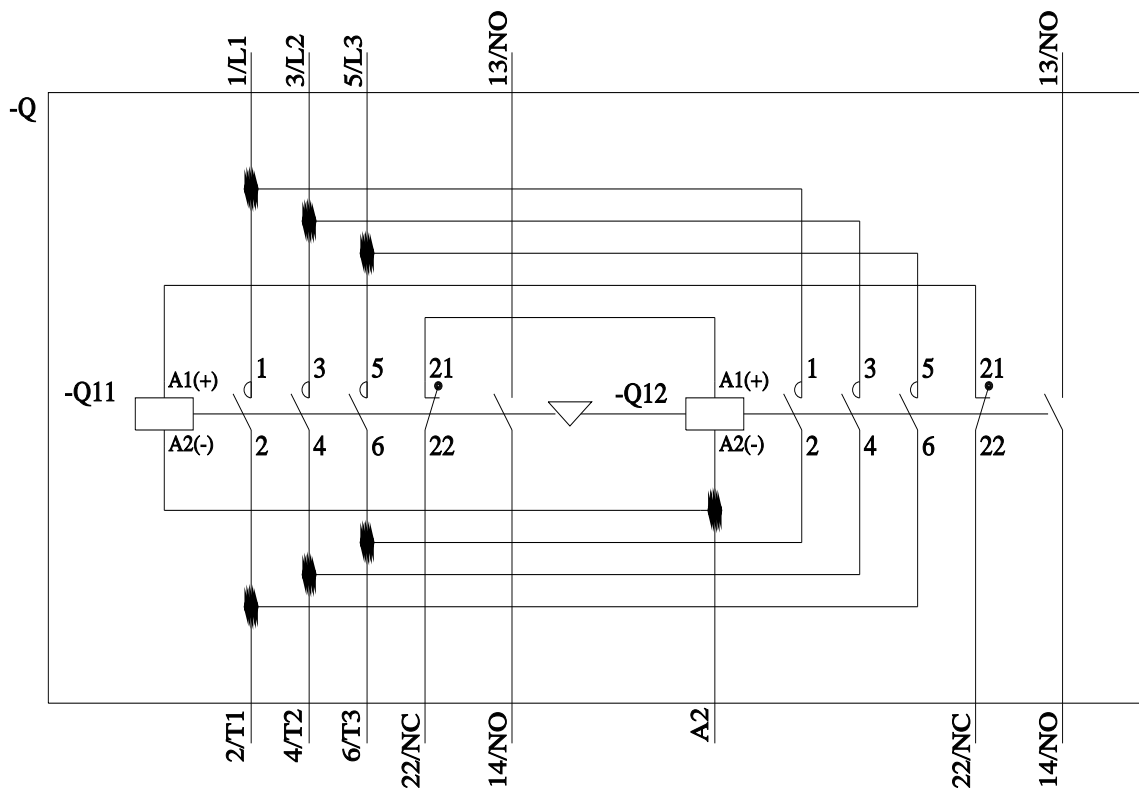 1/L1
3/L2
5/L3
13/NO
13/NO
-Q
-Q11
A1(+)
A2(-)
1
3
5
21
2
4
6
22
-Q12
A1(+)
A2(-)
1
3
5
21
2
4
6
22
2/T1
4/T2
6/T3
22/NC
14/NO
A2
22/NC
14/NO